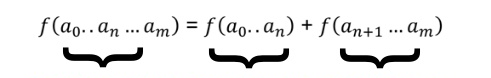 f(a₀. . aₙ … aₘ) = f(a₀. . aₙ) + f(aₙ₊₁ … aₘ)